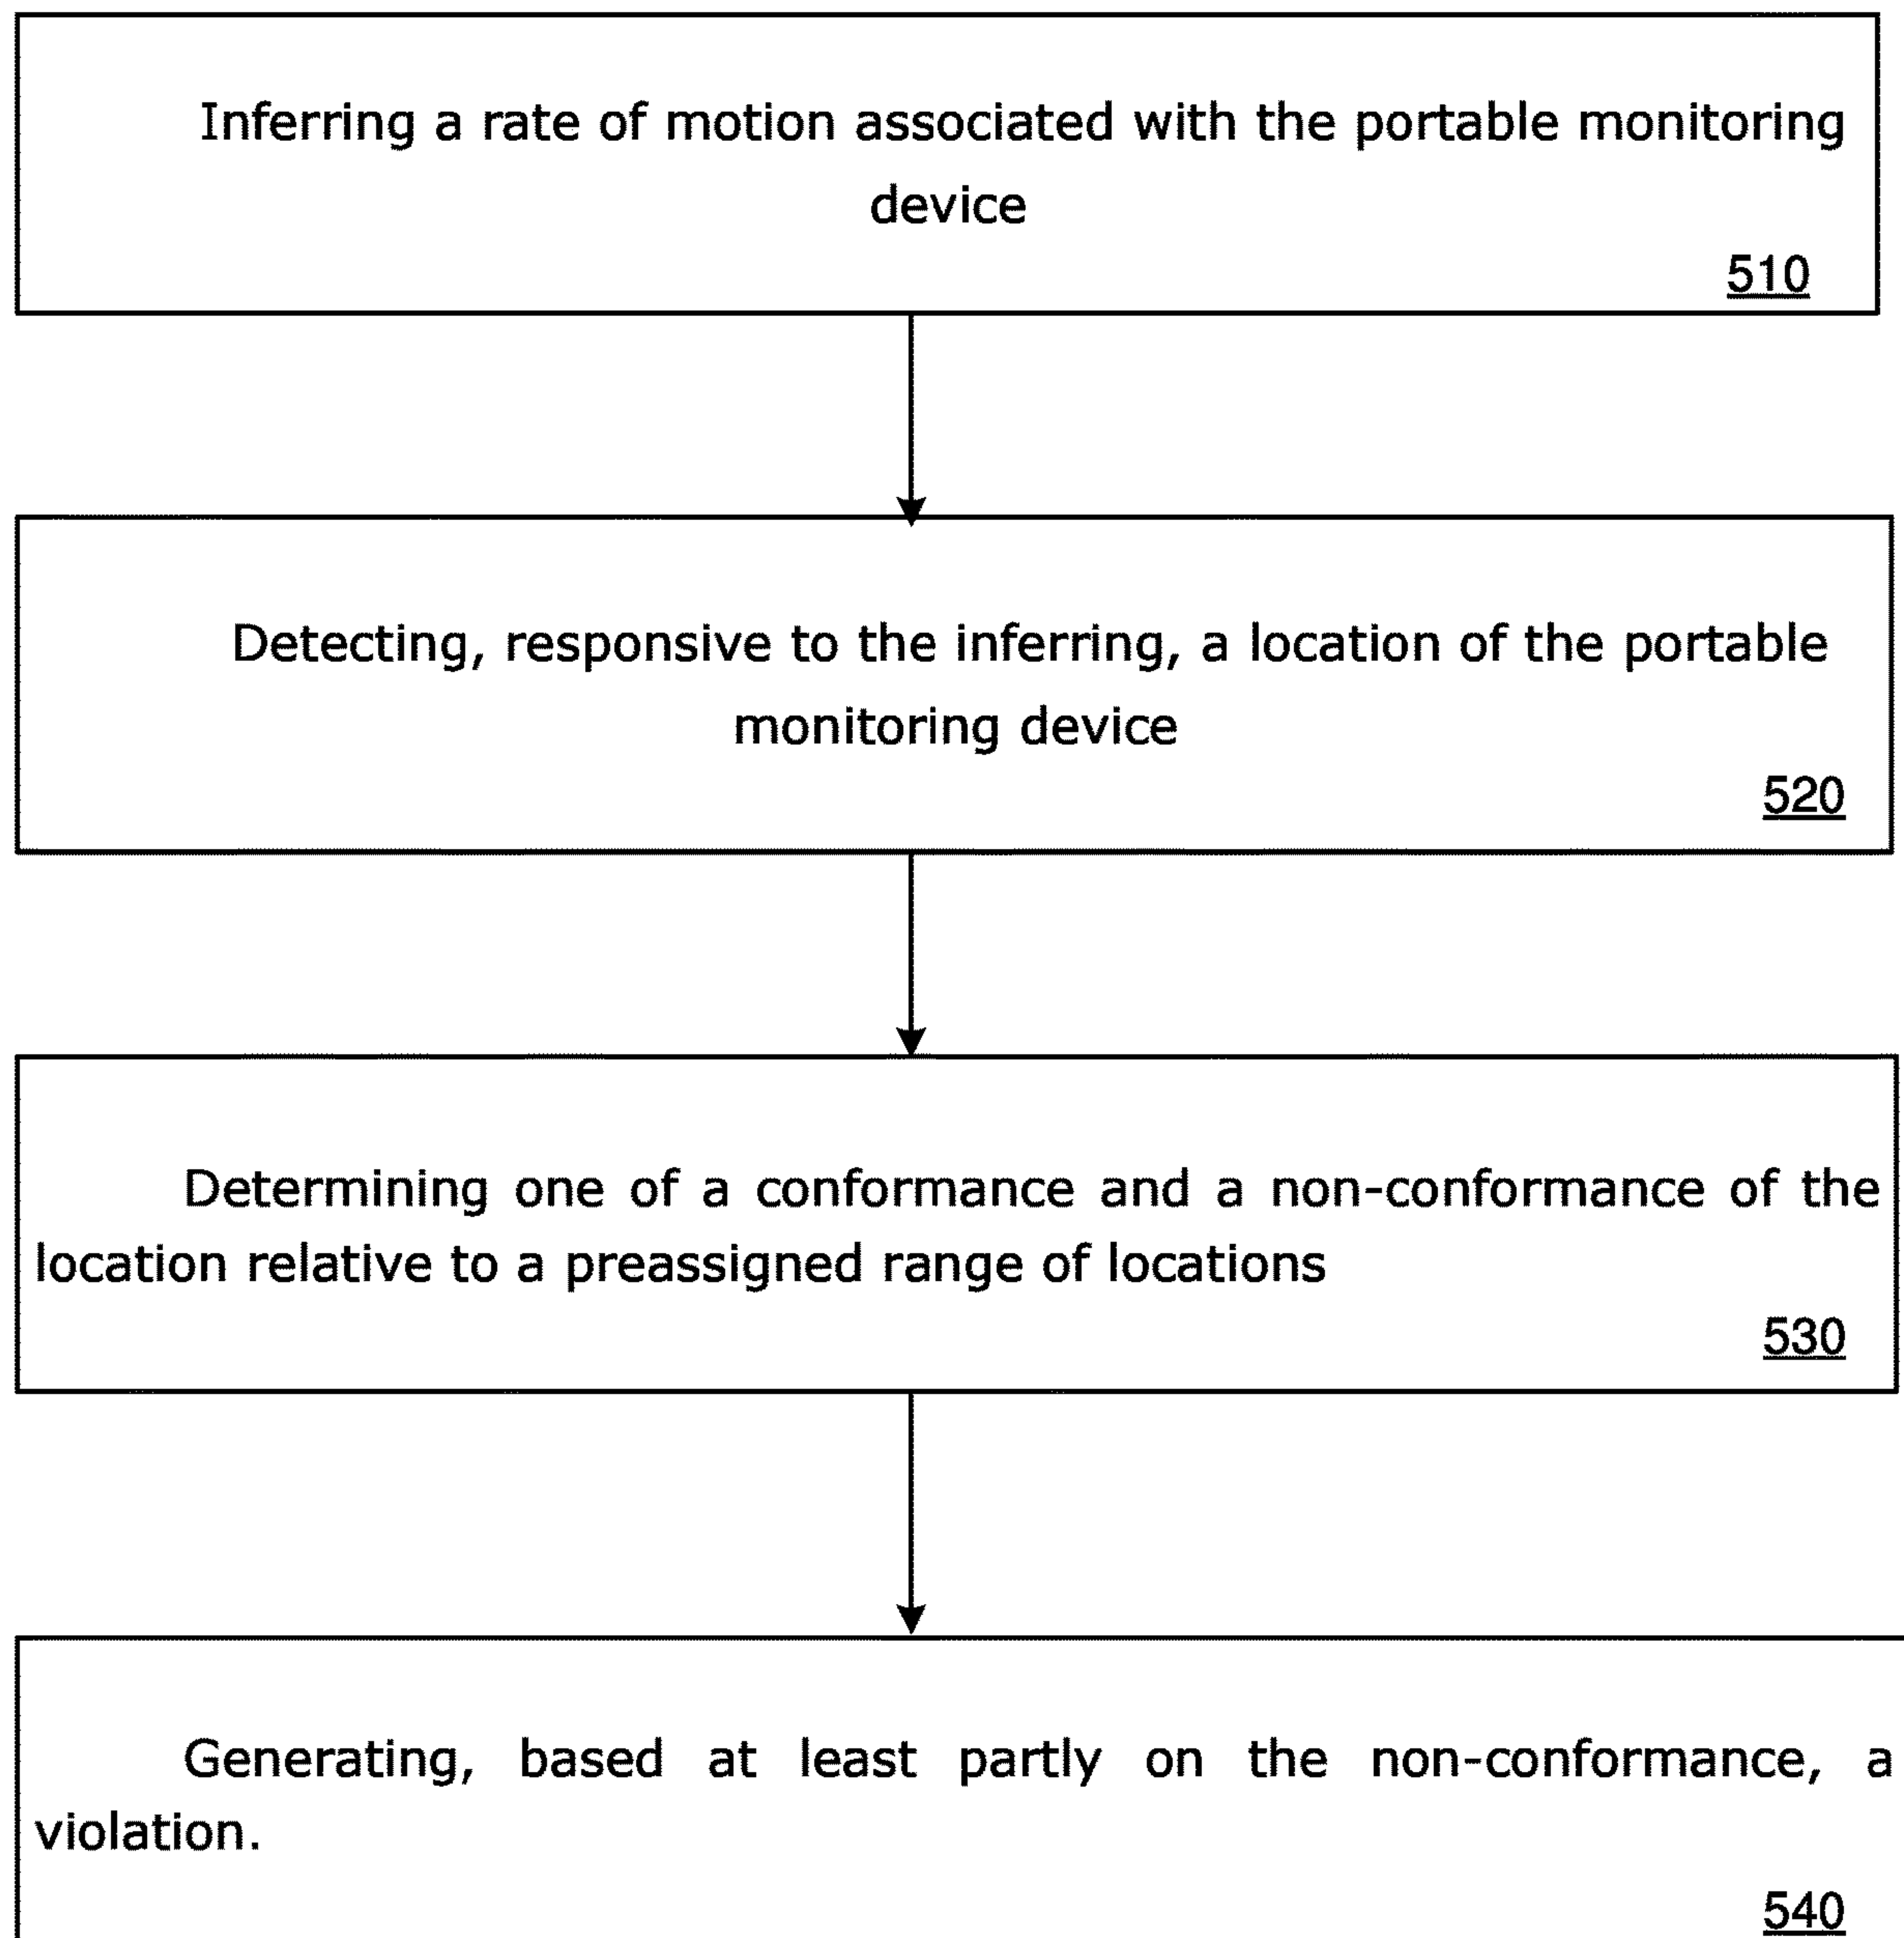 Inferring a rate of motion associated with the portable monitoring
device
510
Detecting, responsive to the inferring, a location of the portable
monitoring device
520
Determining one of a conformance and a non-conformance of the
location relative to a preassigned range of locations
530
Generating, based at least partly on the non-conformance, a
violation.
540